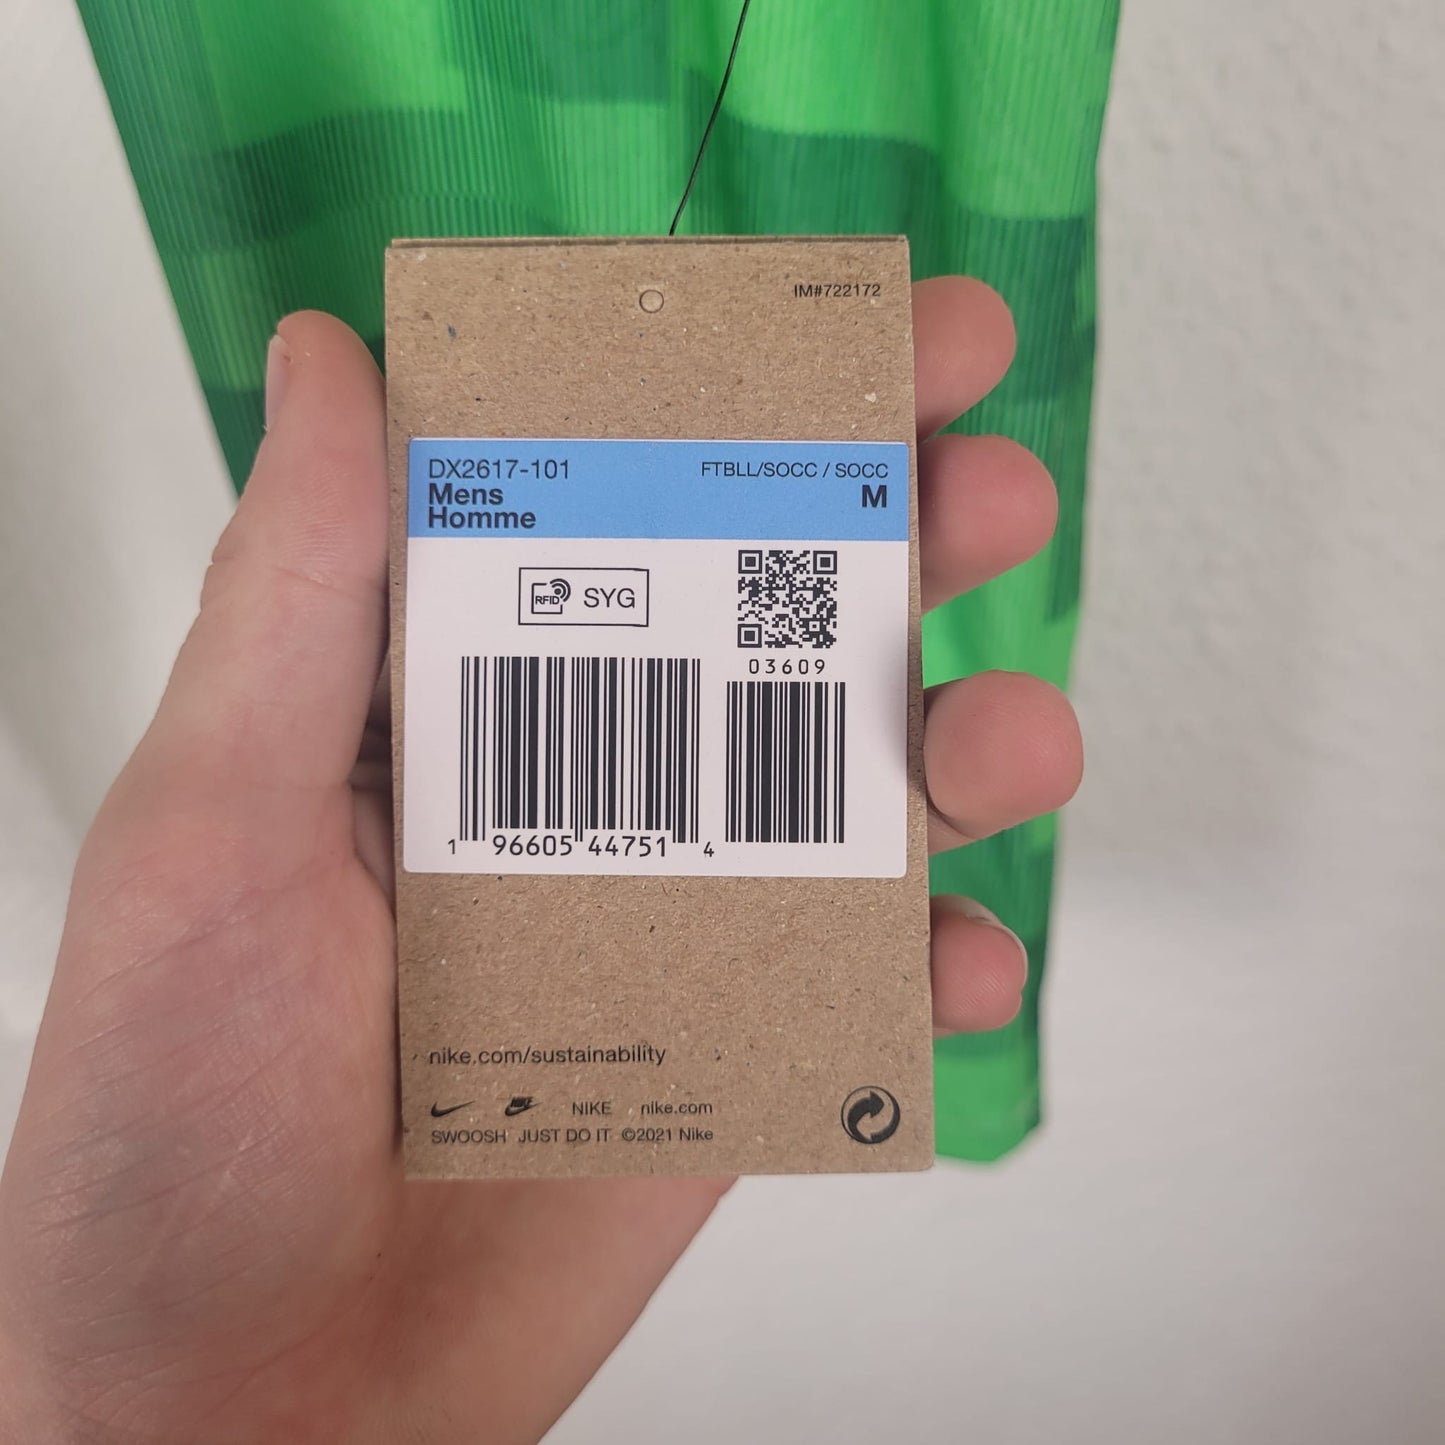 IM#722172
DX2617-101 FTBLL/SOCC / SOCC
Mens M
Homme
RFID SYG
03609
1 96605 44751 4
nike.com/sustainability
NIKE nike.com
SWOOSH JUST DO IT ©2021 Nike